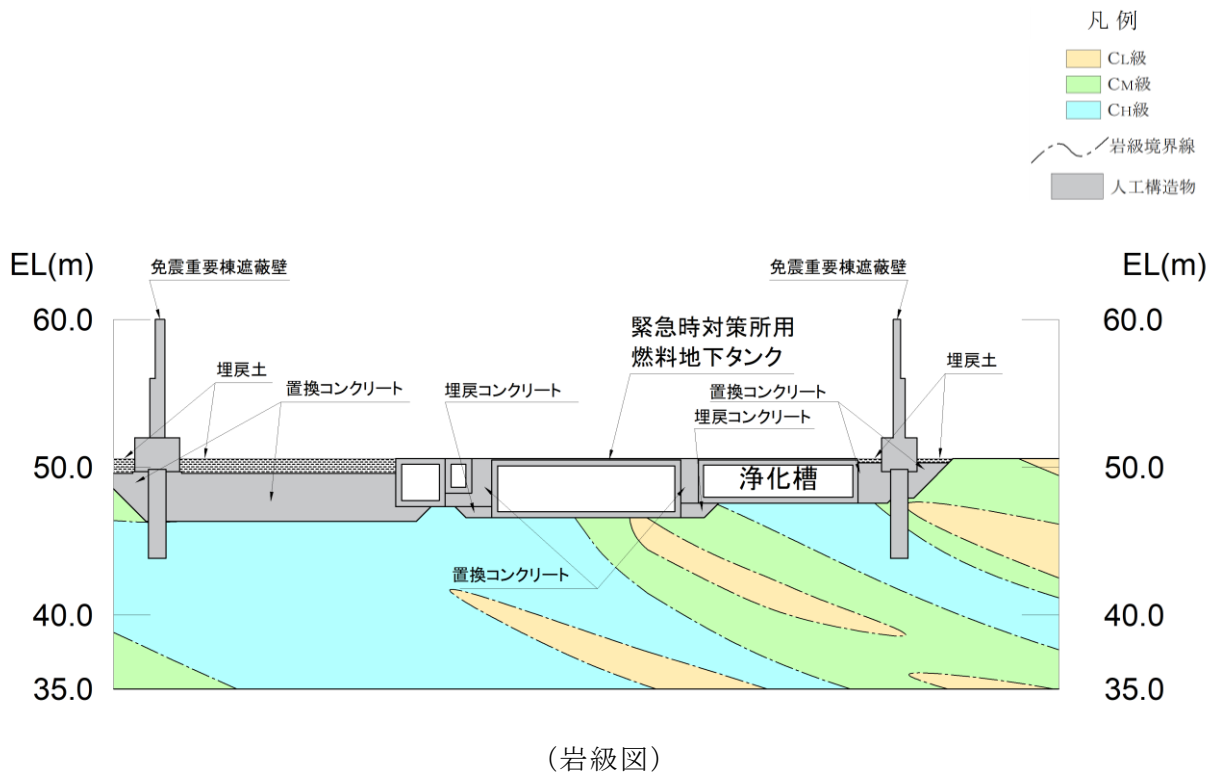 凡 例
CL級
CM級
CH級
岩級境界線
人工構造物
EL(m)
免震重要棟遮蔽壁
免震重要棟遮蔽壁
EL(m)
60.0
60.0
緊急時対策所用
燃料地下タンク
埋戻土
置換コンクリート
埋戻コンクリート
置換コンクリート
埋戻土
埋戻コンクリート
50.0
浄化槽
50.0
置換コンクリート
40.0
40.0
35.0
35.0
(岩級図)